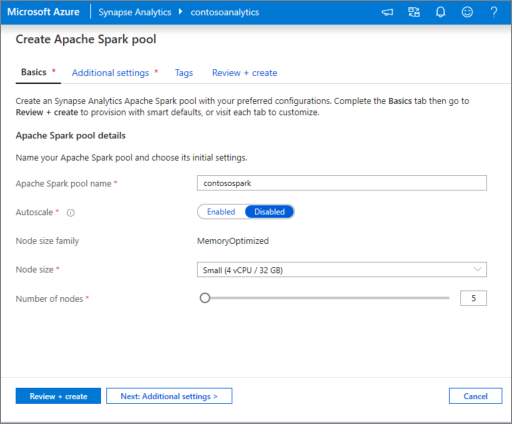 Microsoft Azure Synapse Analytics contosoanalytics
Create Apache Spark pool
Basics * Additional settings * Tags Review + create
Create an Synapse Analytics Apache Spark pool with your preferred configurations. Complete the Basics tab then go to
Review + create to provision with smart defaults, or visit each tab to customize.
Apache Spark pool details
Name your Apache Spark pool and choose its initial settings.
Apache Spark pool name * contosospark
Autoscale * Enabled Disabled
Node size family MemoryOptimized
Node size * Small (4 vCPU / 32 GB)
Number of nodes * 5
Review + create Next: Additional settings > Cancel